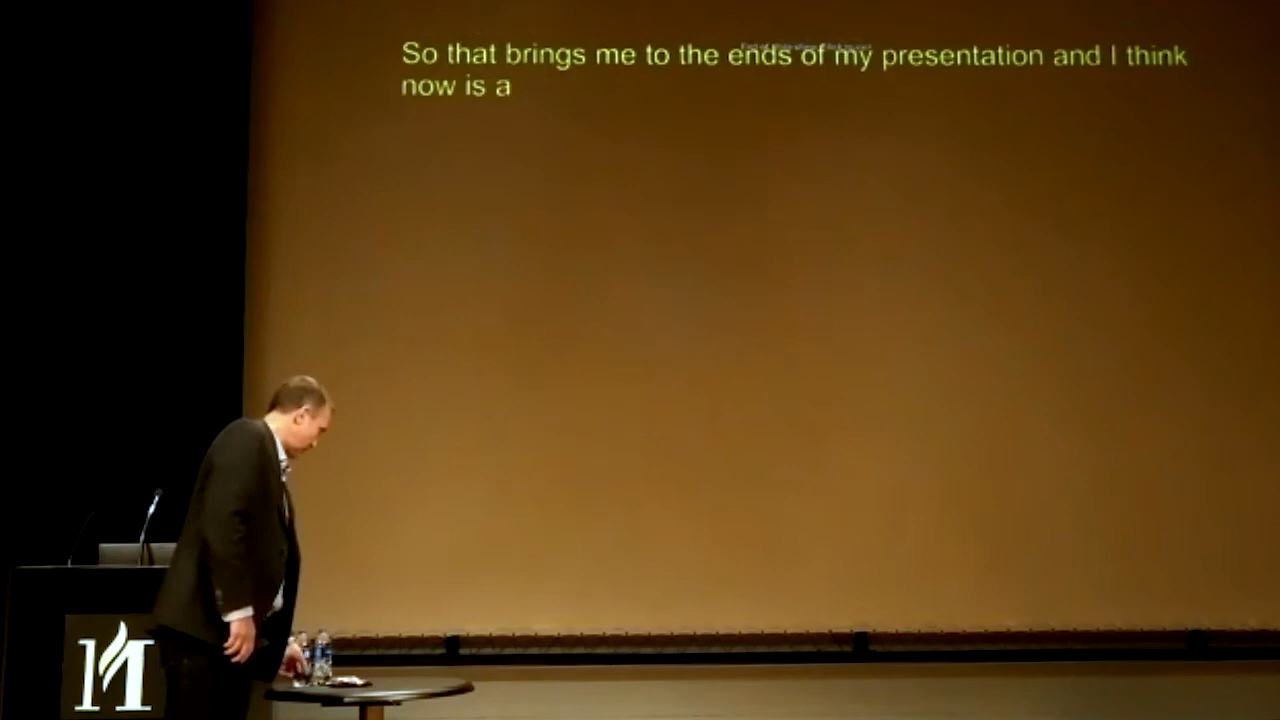 So that brings me to the ends of my presentation and I think
now is a